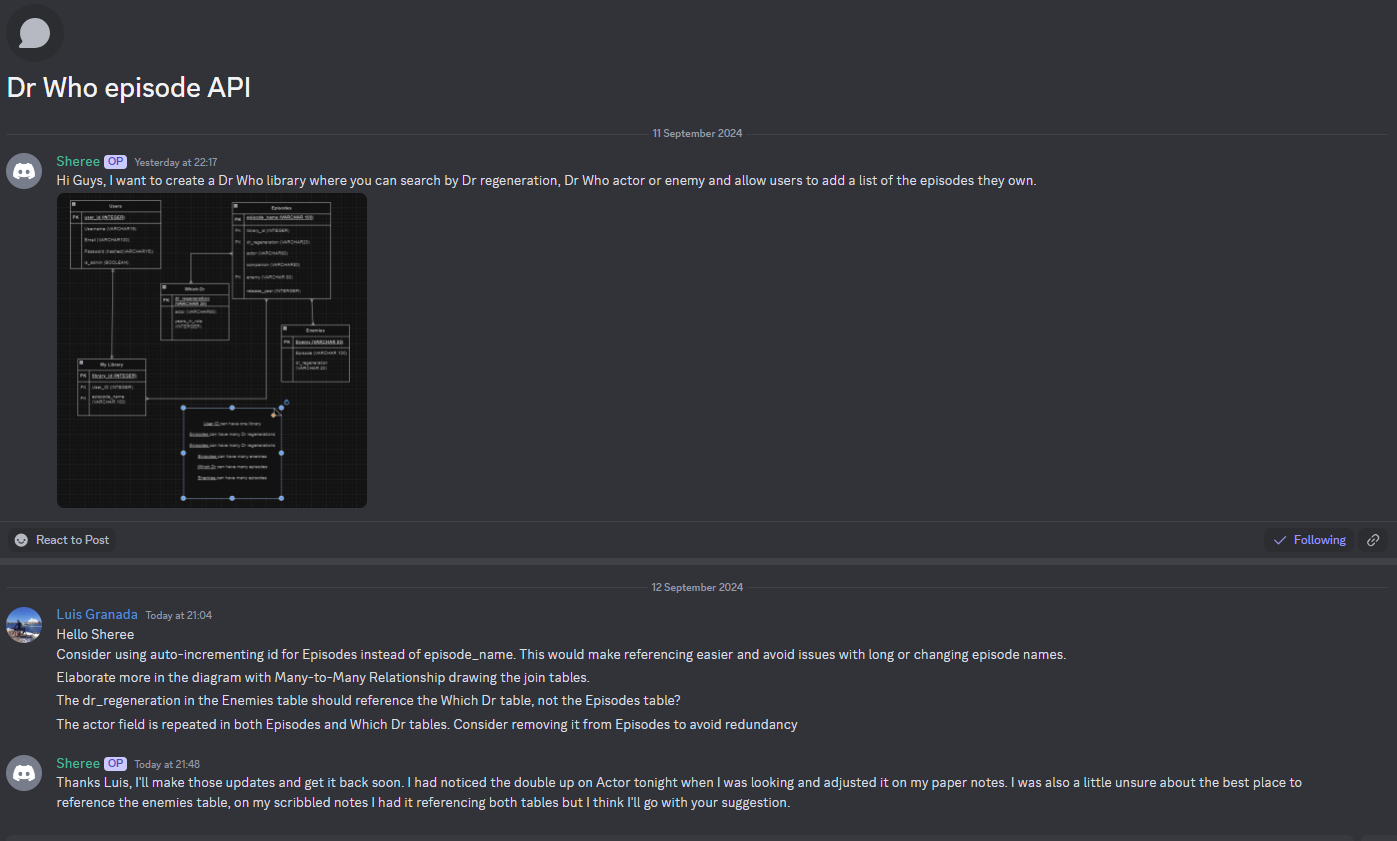 Dr Who episode API
11 September 2024
Sheree OP Yesterday at 22:17
Hi Guys, I want to create a Dr Who library where you can search by Dr regeneration, Dr Who actor or enemy and allow users to add a list of the episodes they own.
Users
PK user_id (INTEGER)
Username (VARCHAR15)
Email (VARCHAR100)
Password (hashed)(VARCHAR15)
is_admin (BOOLEAN)
Episodes
PK episode_name (VARCHAR 100)
library_id (INTEGER)
dr_regeneration (VARCHAR20)
actor (VARCHAR50)
companion (VARCHAR20)
enemy (VARCHAR 50)
release_year (INTERGER)
Which Dr
PK dr_regeneration
(VARCHAR 20)
actor (VARCHAR50)
years_in_role
(INTERGER)
Enemies
PK Enemy (VARCHAR 50)
Episode (VARCHAR 100)
dr_regeneration
(VARCHAR 20)
My Library
PK library_id (INTEGER)
User_ID (INTEGER)
episode_name
(VARCHAR 100)
User ID can have one library
Episodes can have many Dr regenerations
Episodes can have many Dr regenerations
Episodes can have many enemies
Which Dr can have many episodes
Enemies can have many episodes
React to Post
Following
12 September 2024
Luis Granada Today at 21:04
Hello Sheree
Consider using auto-incrementing id for Episodes instead of episode_name. This would make referencing easier and avoid issues with long or changing episode names.
Elaborate more in the diagram with Many-to-Many Relationship drawing the join tables.
The dr_regeneration in the Enemies table should reference the Which Dr table, not the Episodes table?
The actor field is repeated in both Episodes and Which Dr tables. Consider removing it from Episodes to avoid redundancy
Sheree OP Today at 21:48
Thanks Luis, I'll make those updates and get it back soon. I had noticed the double up on Actor tonight when I was looking and adjusted it on my paper notes. I was also a little unsure about the best place to
reference the enemies table, on my scribbled notes I had it referencing both tables but I think I'll go with your suggestion.